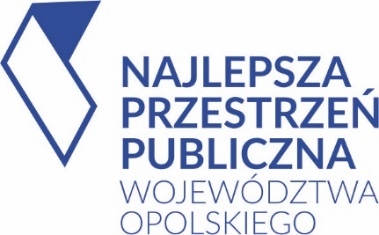 NAJLEPSZA
PRZESTRZEŃ
PUBLICZNA
WOJEWÓDZTWA
OPOLSKIEGO